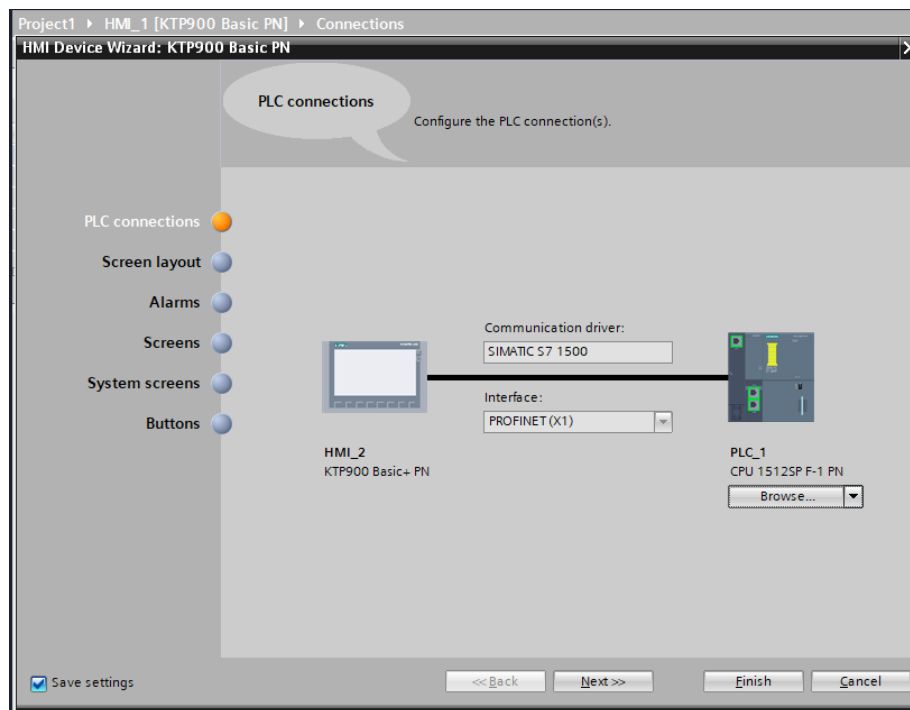 Project1 ▸ HMI_1 [KTP900 Basic PN] ▸ Connections
HMI Device Wizard: KTP900 Basic PN
PLC connections
Configure the PLC connection(s).
PLC connections
Screen layout
Alarms
Screens
System screens
Buttons
Communication driver:
SIMATIC S7 1500
Interface:
PROFINET (X1)
HMI_2
KTP900 Basic+ PN
PLC_1
CPU 1512SP F-1 PN
Browse...
Save settings
<<Back
Next>>
Finish
Cancel